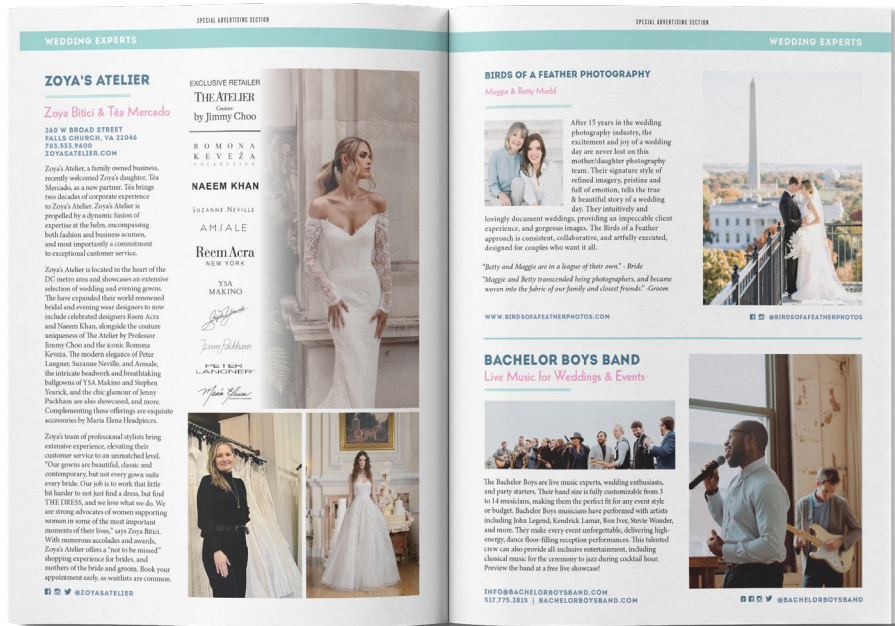 SPECIAL ADVERTISING SECTION
WEDDING EXPERTS
ZOYA'S ATELIER
Zoya Bitici & Téa Mercado
260 W BROAD STREET
FALLS CHURCH, VA 22046
703.533.9600
ZOYASATELIER.COM
Zoya's Atelier, a family owned business,
recently welcomed Zoya's daughter, Téa
Mercado, as a new partner. Téa brings
two decades of corporate experience
to Zoya's Atelier. Zoya's Atelier is
propelled by a dynamic fusion of
expertise at the helm, encompassing
both fashion and business acumen,
and most importantly a commitment
to exceptional customer service.
Zoya's Atelier is located in the heart of the
DC metro area and showcases an extensive
selection of wedding and evening gowns.
They have expanded their world renowned
bridal and evening wear designers to now
include celebrated designers Reem Acra
and Naeem Khan, alongside the couture
uniqueness of The Atelier by Professor
Jimmy Choo and the iconic Romona
Keveza. The modern elegance of Peter
Langner, Suzanne Neville, and Amsale,
the intricate beadwork and breathtaking
ballgowns of YSA Makino and Stephen
Yearick, and the chic glamour of Jenny
Packham are also showcased, and more.
Complementing these offerings are exquisite
accessories by Maria Elena Headpieces.
Zoya's team of professional stylists bring
extensive experience, elevating their
customer service to an unmatched level.
"Our gowns are beautiful, classic and
contemporary, but not every gown suits
every bride. Our job is to work that little
bit harder to not just find a dress, but find
THE DRESS, and we love what we do. We
are strong advocates of women supporting
women in some of the most important
moments of their lives," says Zoya Bitici.
With numerous accolades and awards,
Zoya's Atelier offers a "not to be missed"
shopping experience for brides, and
mothers of the bride and groom. Book your
appointment early, as waitlists are common.
@ZOYASATELIER
EXCLUSIVE RETAILER
THE ATELIER
Couture
by Jimmy Choo
ROMONA
KEVEŽA
COLLECTION
NAEEM KHAN
SUZANNE NEVILLE
AMSALE
Reem Acra
NEW YORK
YSA
MAKINO
Jenny Packham
PETER
LANGNER
Maria Elena
SPECIAL ADVERTISING SECTION
WEDDING EXPERTS
BIRDS OF A FEATHER PHOTOGRAPHY
Maggie & Betty Mudd
After 15 years in the wedding
photography industry, the
excitement and joy of a wedding
day are never lost on this
mother/daughter photography
team. Their signature style of
refined imagery, pristine and
full of emotion, tells the true
& beautiful story of a wedding
day. They intuitively and
lovingly document weddings, providing an impeccable client
experience, and gorgeous images. The Birds of a Feather
approach is consistent, collaborative, and artfully executed,
designed for couples who want it all.
"Betty and Maggie are in a league of their own." - Bride
"Maggie and Betty transcended being photographers, and became
woven into the fabric of our family and closest friends." -Groom
WWW.BIRDSOFAFEATHERPHOTOS.COM
@BIRDSOFAFEATHERPHOTOS
BACHELOR BOYS BAND
Live Music for Weddings & Events
The Bachelor Boys are live music experts, wedding enthusiasts,
and party starters. Their band size is fully customizable from 3
to 14 musicians, making them the perfect fit for any event style
or budget. Bachelor Boys musicians have performed with artists
including John Legend, Kendrick Lamar, Bon Iver, Stevie Wonder,
and more. They make every event unforgettable, delivering high-
energy, dance floor-filling reception performances. This talented
crew can also provide all-inclusive entertainment, including
classical music for the ceremony to jazz during cocktail hour.
Preview the band at a free live showcase!
INFO@BACHELORBOYSBAND.COM
517.775.2815 | BACHELORBOYSBAND.COM
@BACHELORBOYSBAND